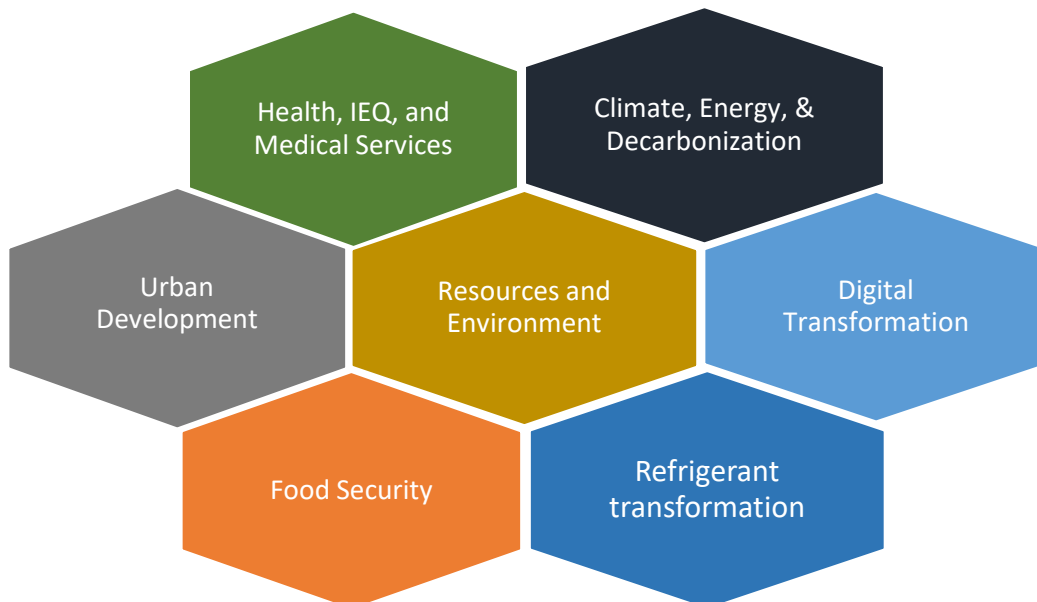 Health, IEQ, and
Medical Services
Climate, Energy, &
Decarbonization
Urban
Development
Resources and
Environment
Digital
Transformation
Food Security
Refrigerant
transformation